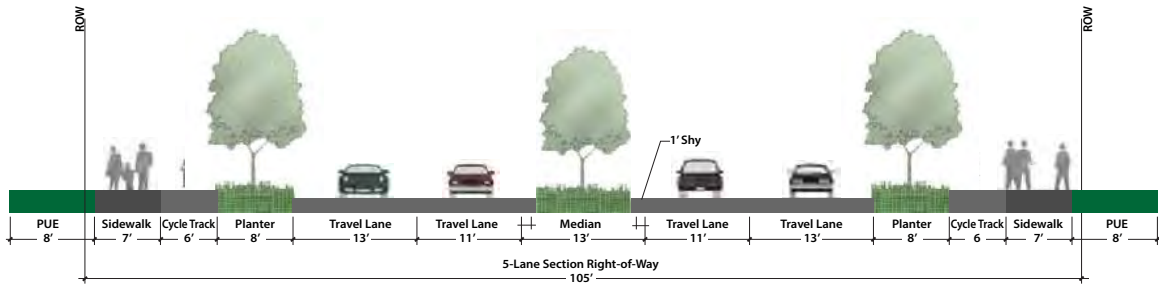 ROW
ROW
1' Shy
PUE Sidewalk Cycle Track Planter Travel Lane Travel Lane Median Travel Lane Travel Lane Planter Cycle Track Sidewalk PUE
8' 7' 6' 8' 13' 11' 13' 11' 13' 8' 6 7' 8'
5-Lane Section Right-of-Way
105'